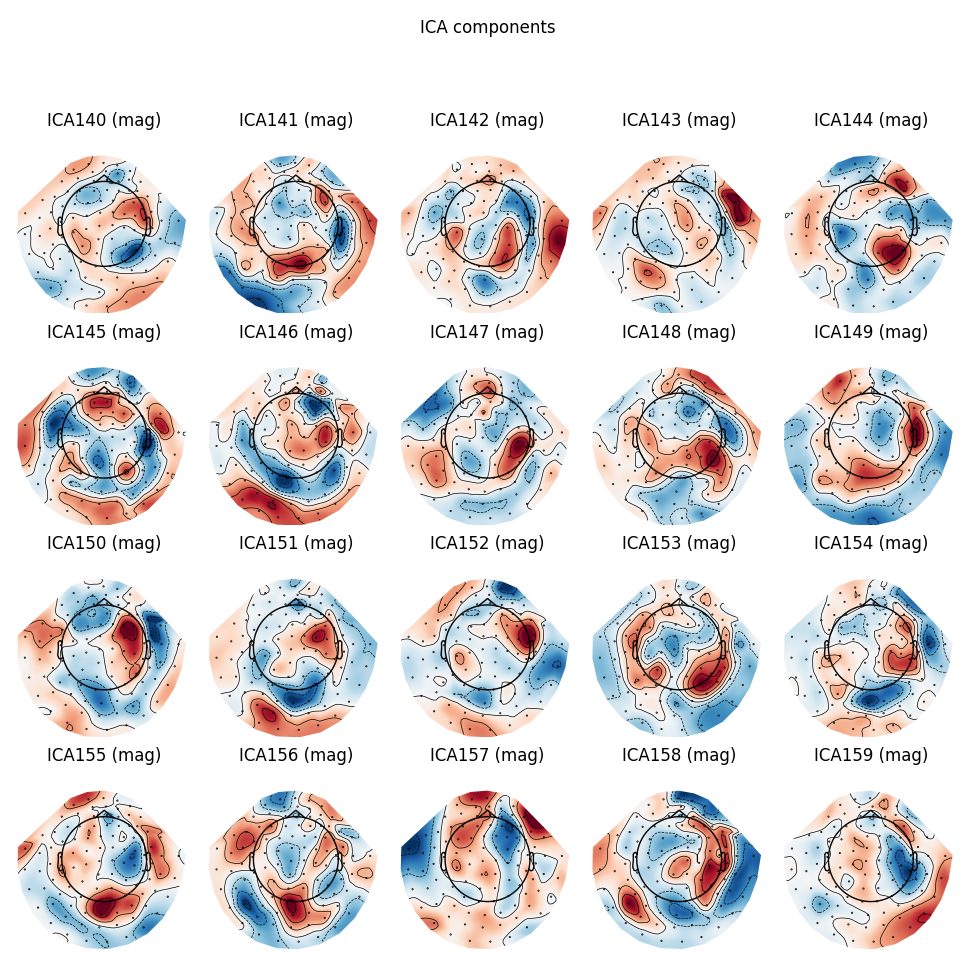 ICA components
ICA140 (mag) ICA141 (mag) ICA142 (mag) ICA143 (mag) ICA144 (mag)
ICA145 (mag) ICA146 (mag) ICA147 (mag) ICA148 (mag) ICA149 (mag)
ICA150 (mag) ICA151 (mag) ICA152 (mag) ICA153 (mag) ICA154 (mag)
ICA155 (mag) ICA156 (mag) ICA157 (mag) ICA158 (mag) ICA159 (mag)